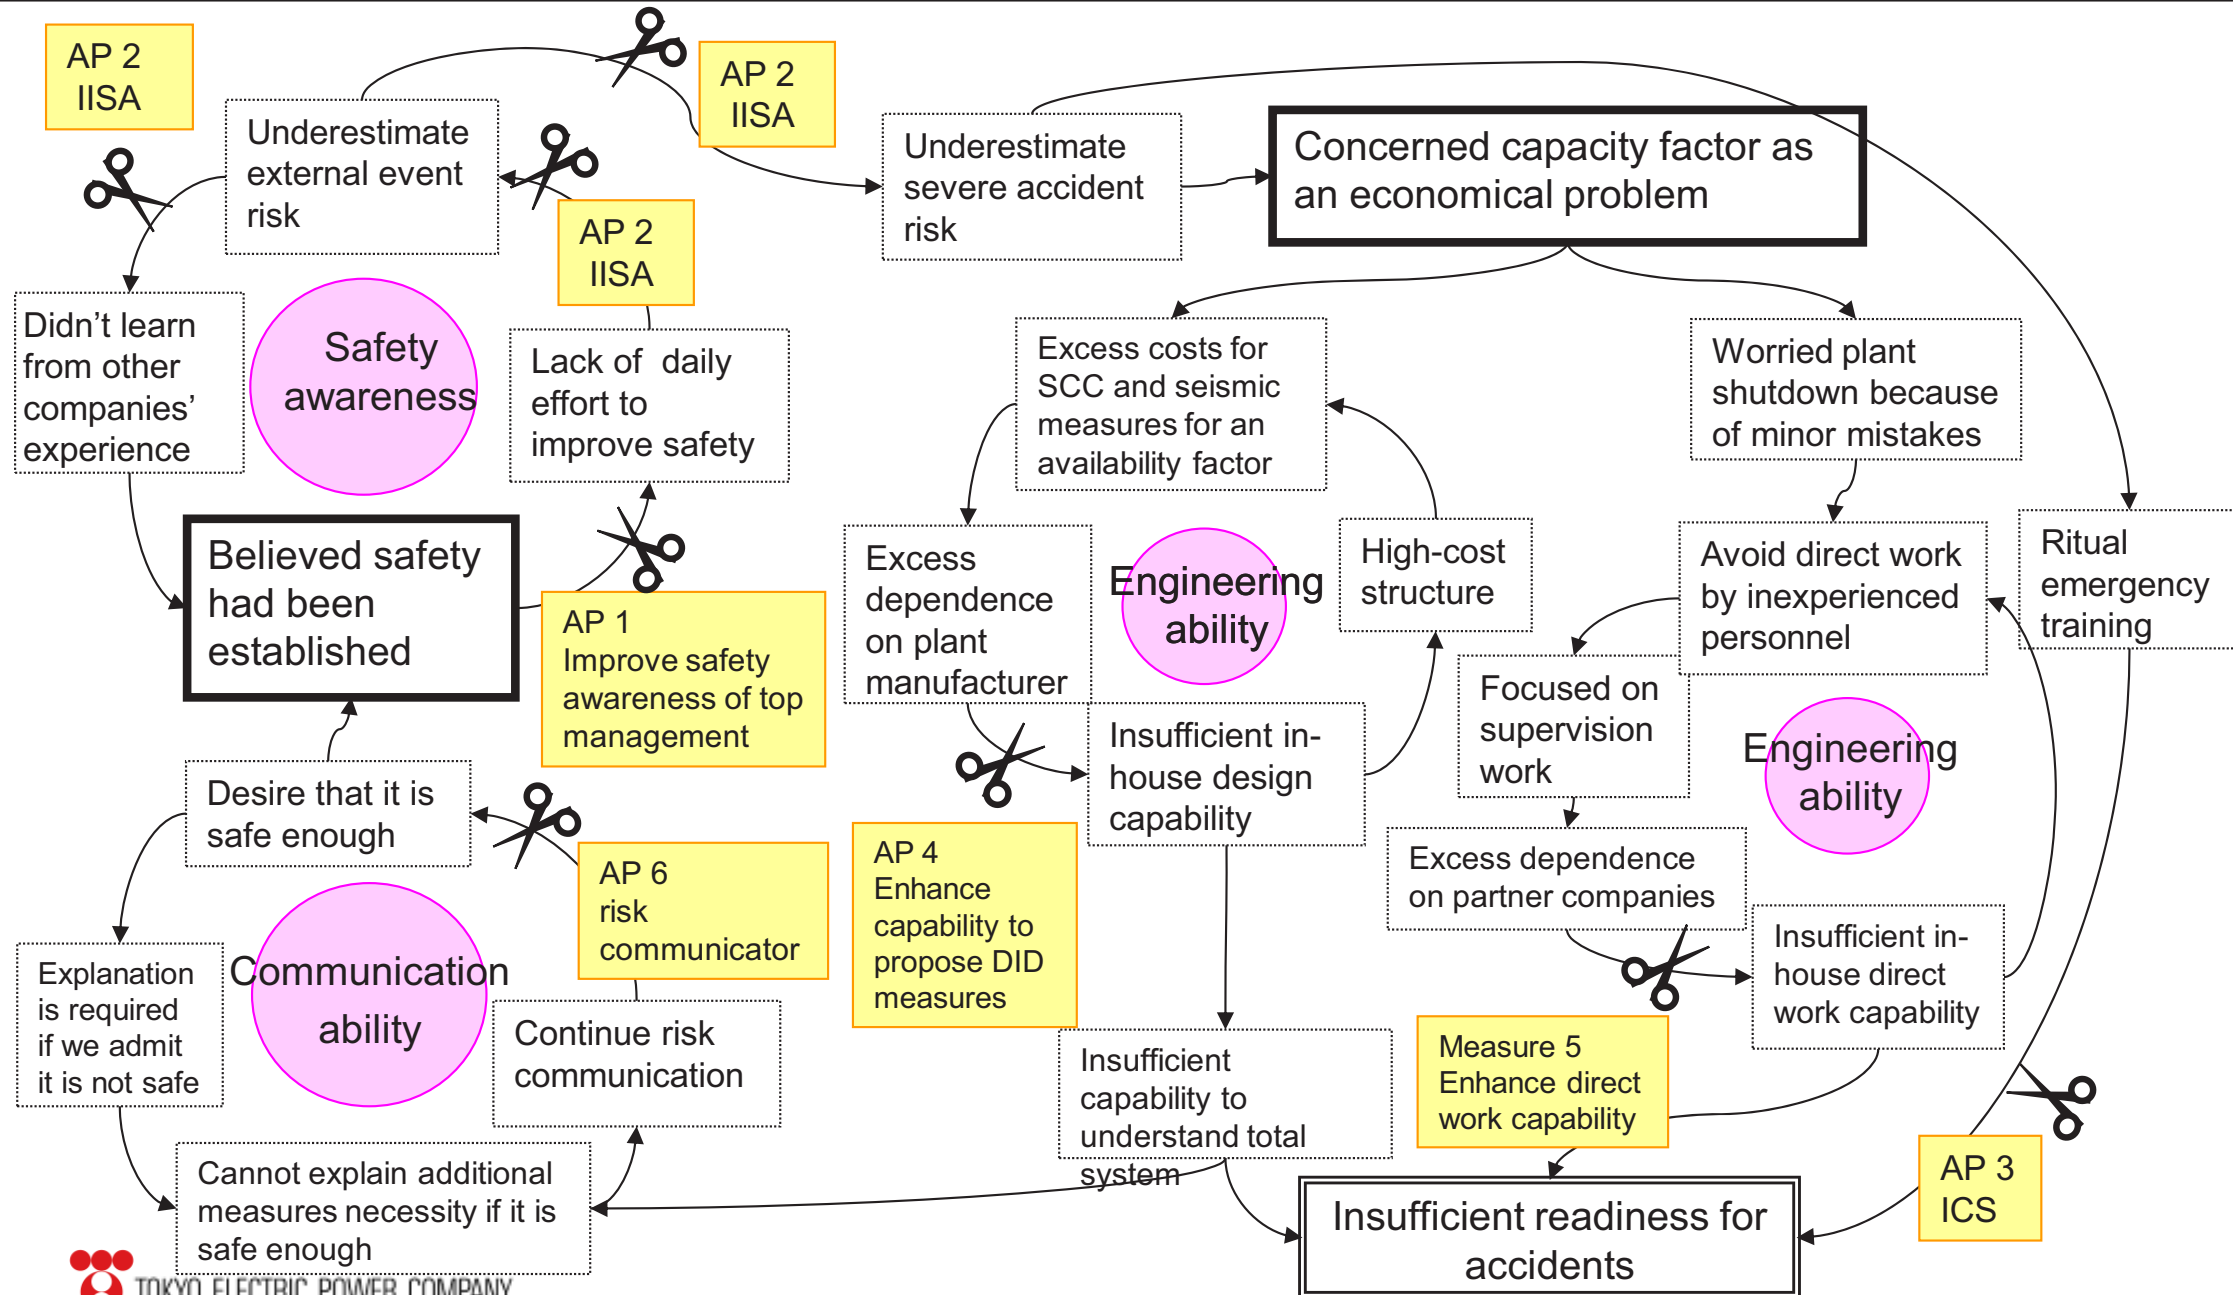 AP 2
IISA
AP 2
IISA
Underestimate
external event
risk
AP 2
IISA
Underestimate
severe accident
risk
Concerned capacity factor as
an economical problem
Didn’t learn
from other
companies’
experience
Safety
awareness
Lack of daily
effort to
improve safety
Excess costs for
SCC and seismic
measures for an
availability factor
Worried plant
shutdown because
of minor mistakes
Believed safety
had been
established
AP 1
Improve safety
awareness of top
management
Excess
dependence
on plant
manufacturer
Engineering
ability
High-cost
structure
Avoid direct work
by inexperienced
personnel
Ritual
emergency
training
Insufficient in-
house design
capability
Focused on
supervision
work
Engineering
ability
Desire that it is
safe enough
AP 6
risk
communicator
AP 4
Enhance
capability to
propose DID
measures
Excess dependence
on partner companies
Insufficient in-
house direct
work capability
Explanation
is required
if we admit
it is not safe
Communication
ability
Continue risk
communication
Insufficient
capability to
understand total
system
Measure 5
Enhance direct
work capability
AP 3
ICS
Cannot explain additional
measures necessity if it is
safe enough
Insufficient readiness for
accidents
TOKYO ELECTRIC POWER COMPANY